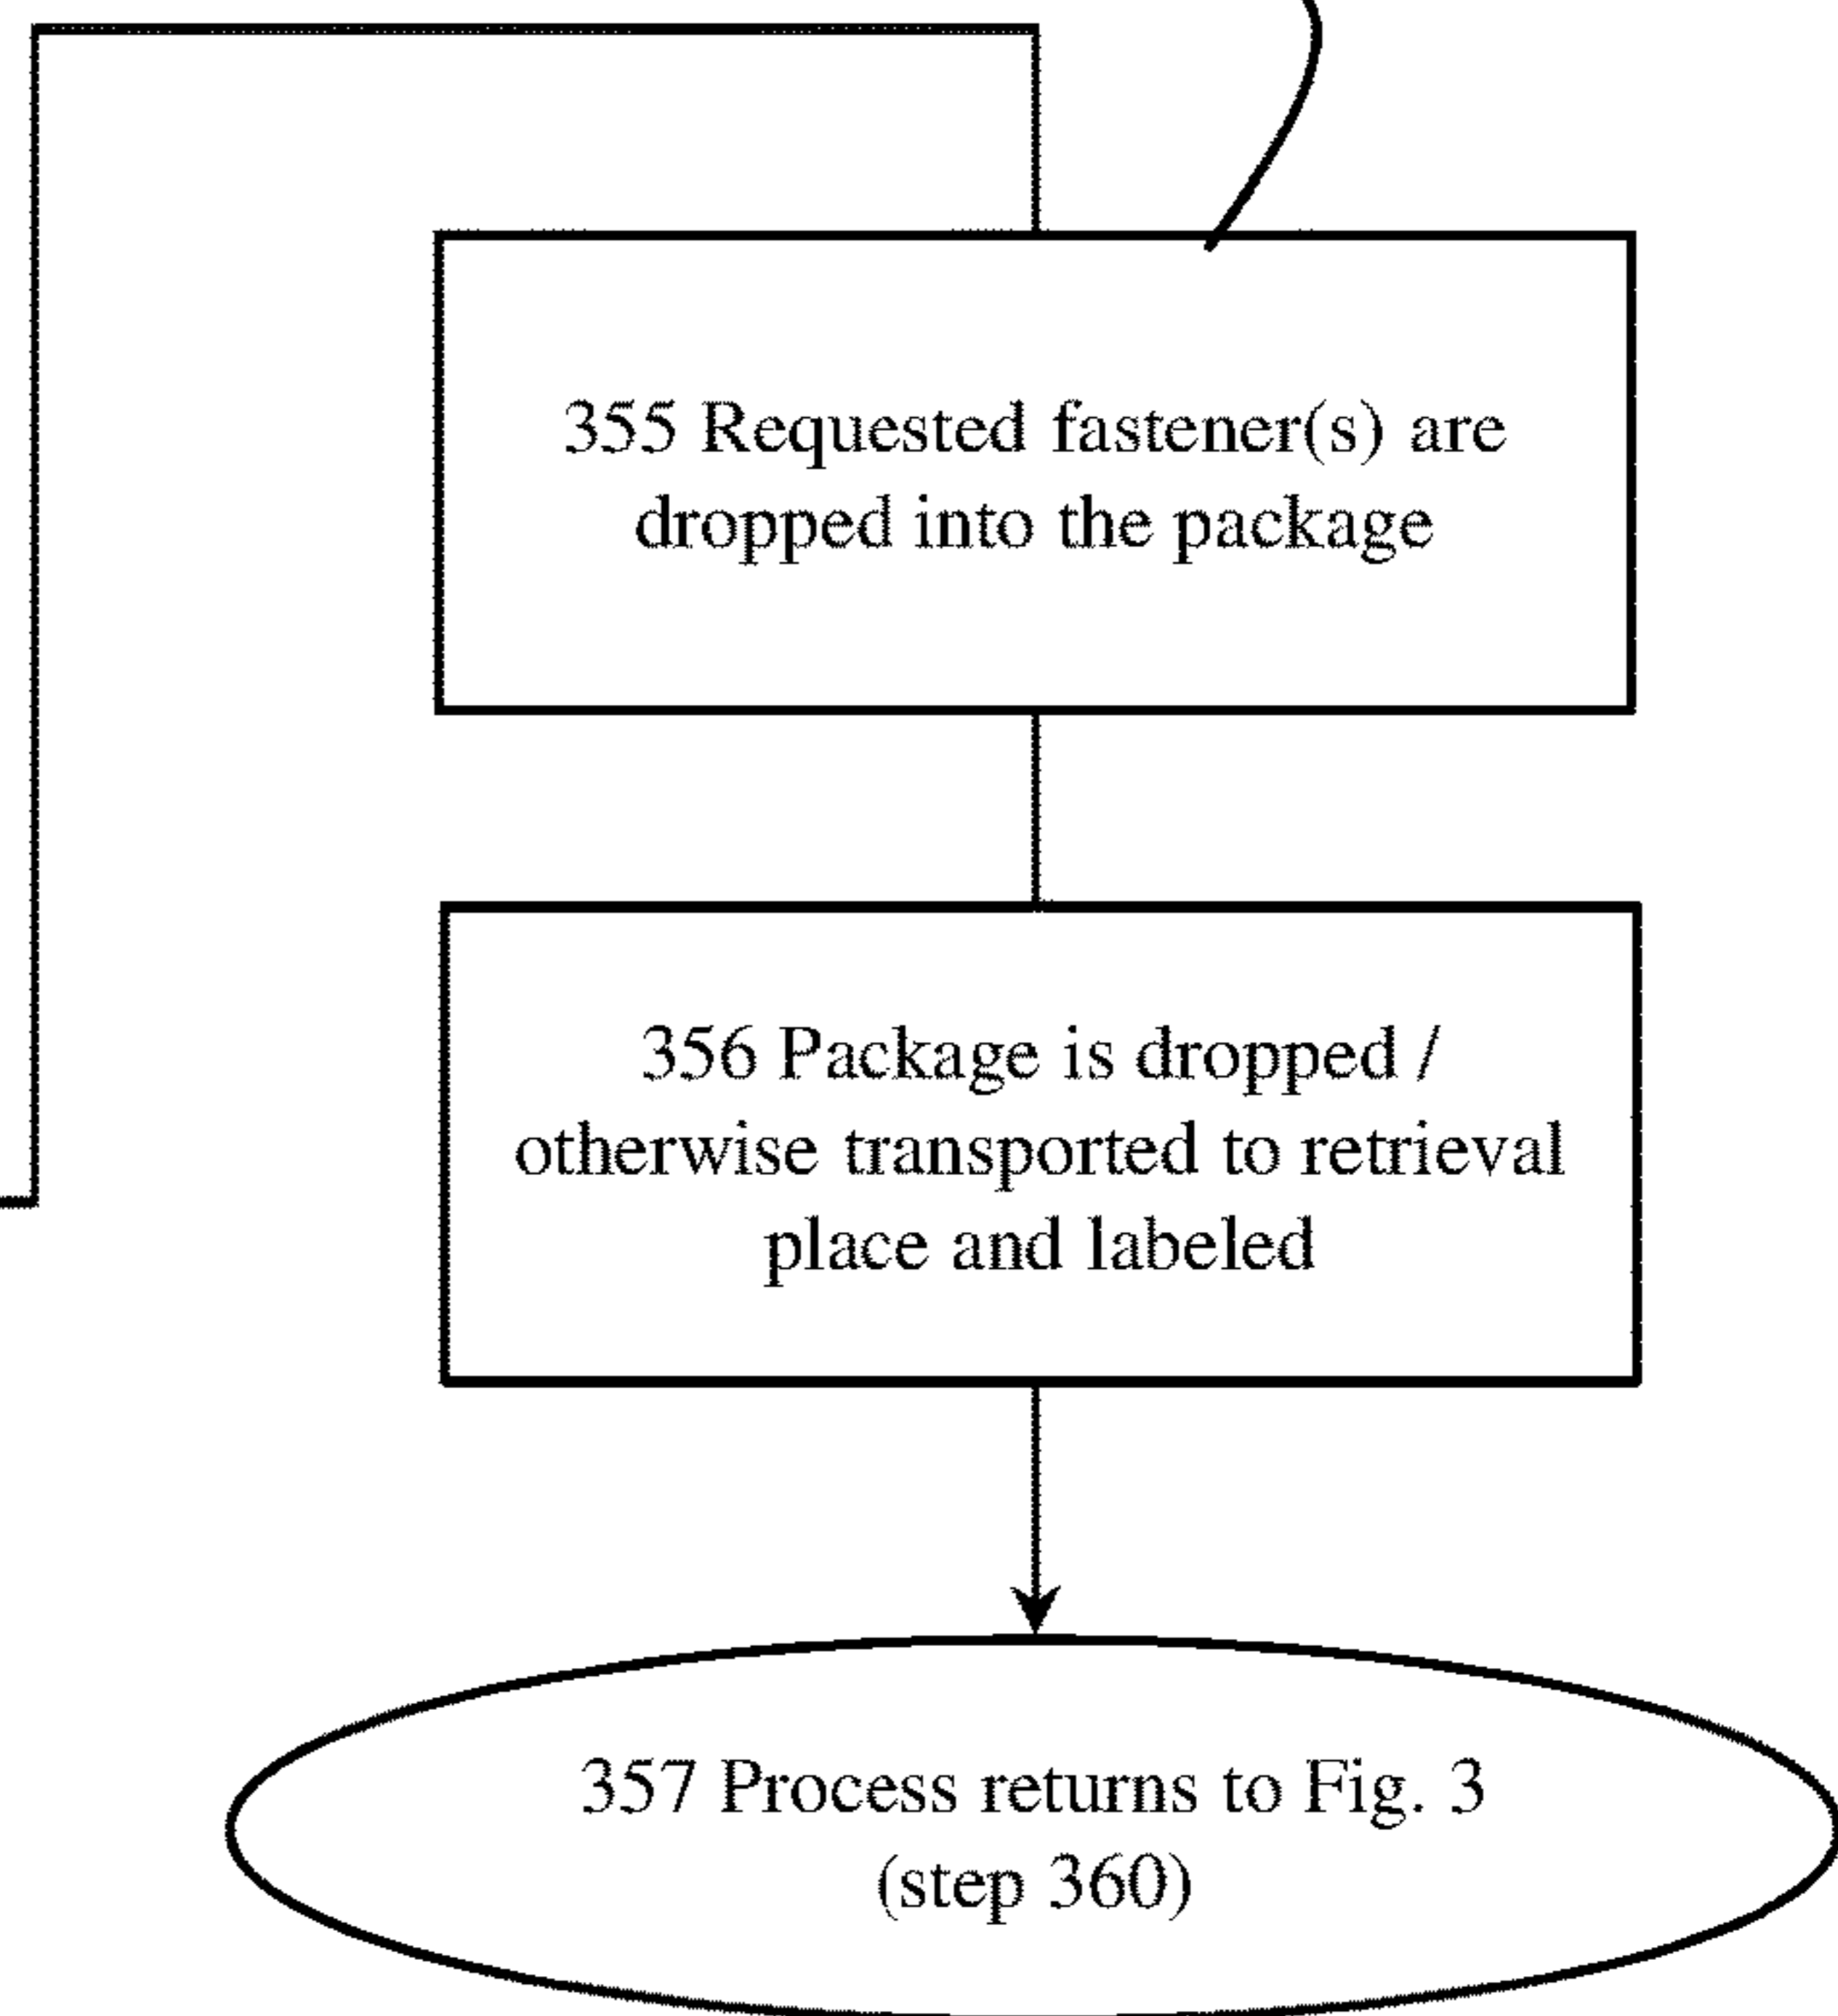 355 Requested fastener(s) are
dropped into the package
356 Package is dropped /
otherwise transported to retrieval
place and labeled
357 Process returns to Fig. 3
(step 360)